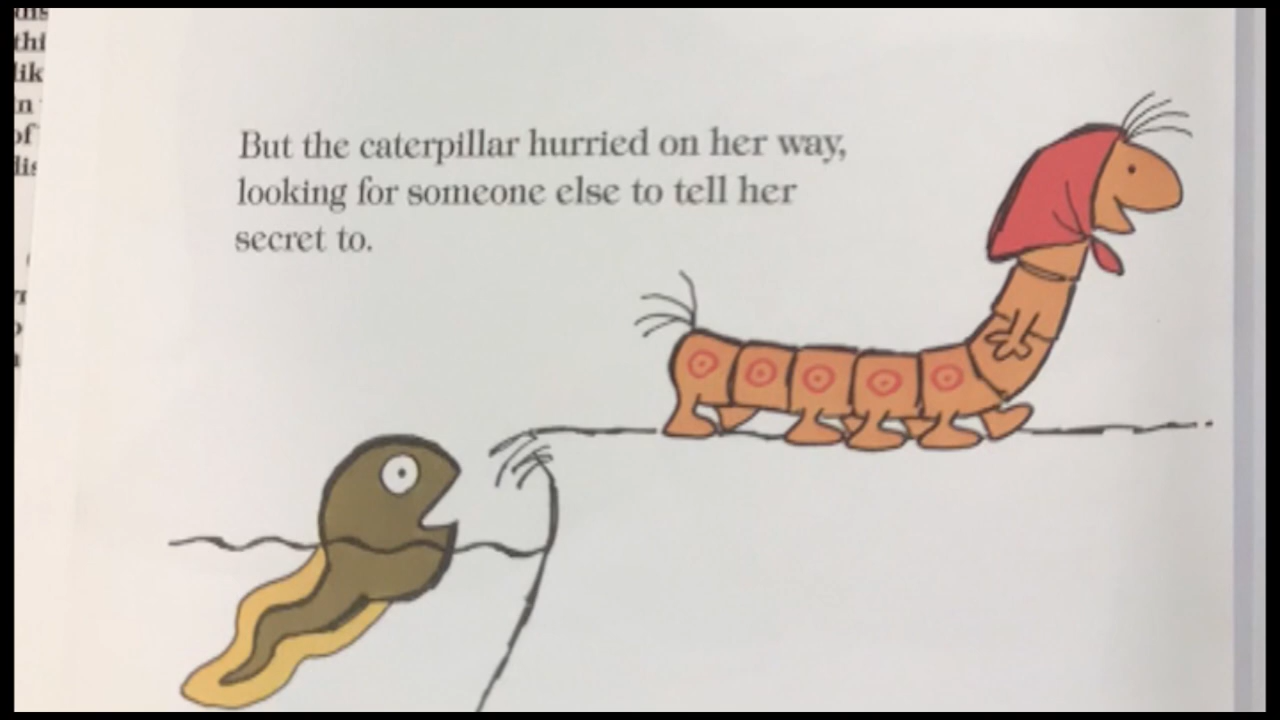 But the caterpillar hurried on her way,
looking for someone else to tell her
secret to.